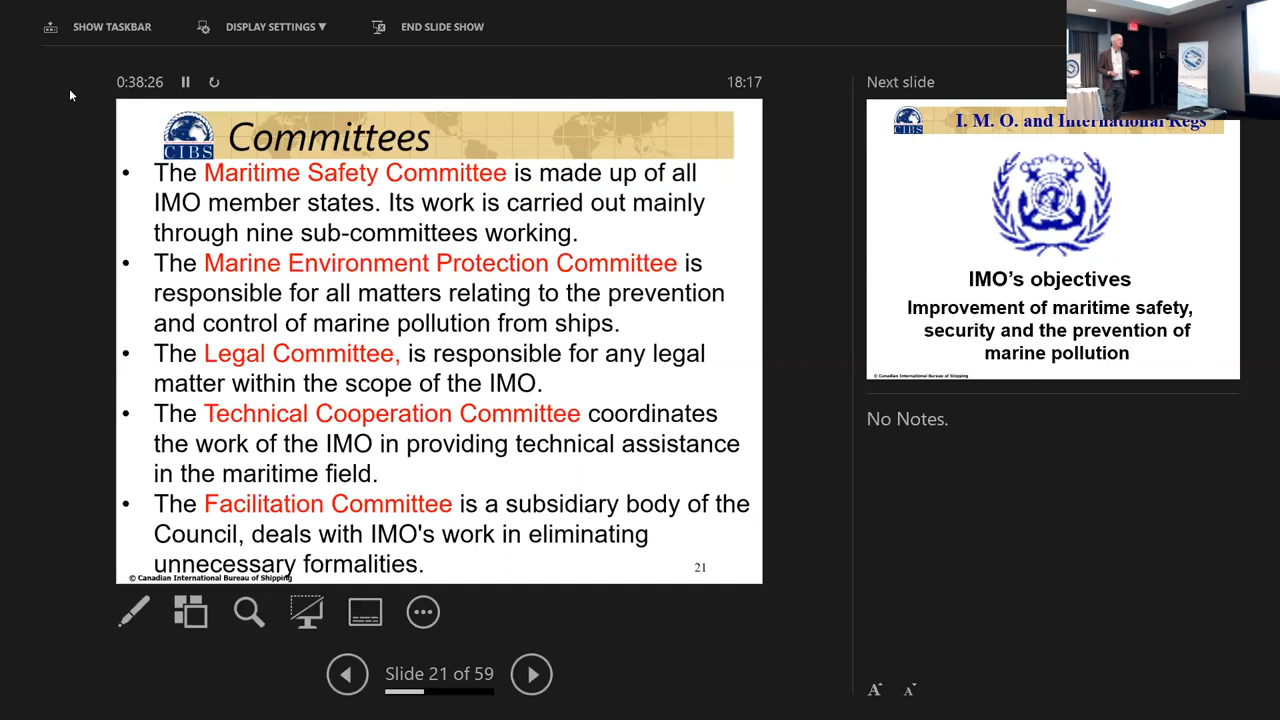 SHOW TASKBAR
DISPLAY SETTINGS ▼
END SLIDE SHOW
0:38:26
18:17
Next slide
CIBS
Committees
• The Maritime Safety Committee is made up of all
IMO member states. Its work is carried out mainly
through nine sub-committees working.
• The Marine Environment Protection Committee is
responsible for all matters relating to the prevention
and control of marine pollution from ships.
• The Legal Committee, is responsible for any legal
matter within the scope of the IMO.
• The Technical Cooperation Committee coordinates
the work of the IMO in providing technical assistance
in the maritime field.
• The Facilitation Committee is a subsidiary body of the
Council, deals with IMO's work in eliminating
unnecessary formalities.
© Canadian International Bureau of Shipping
21
CIBS
I. M. O. and International Regs
IMO's objectives
Improvement of maritime safety,
security and the prevention of
marine pollution
© Canadian International Bureau of Shipping
No Notes.
Slide 21 of 59
A
A